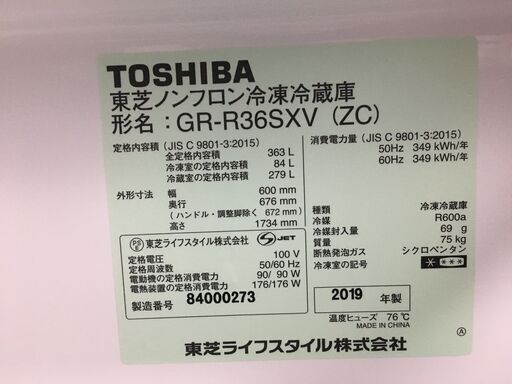 TOSHIBA
東芝ノンフロン冷凍冷蔵庫
形名：GR-R36SXV (ZC)
定格内容積 (JIS C 9801-3:2015)
全定格内容積 363 L
冷凍室の定格内容積 84 L
冷蔵室の定格内容積 279 L
外形寸法 幅 600 mm
奥行 676 mm
(ハンドル・調整脚除く 672 mm)
高さ 1734 mm
消費電力量 (JIS C 9801-3:2015)
50Hz 349 kWh/年
60Hz 349 kWh/年
種類 冷凍冷蔵庫
冷媒 R600a
冷媒封入量 69 g
質量 75 kg
断熱発泡ガス シクロペンタン
冷凍室の記号
PS E 東芝ライフスタイル株式会社 JET
定格電圧 100 V
定格周波数 50/60 Hz
電動機の定格消費電力 90/ 90 W
電熱装置の定格消費電力 176/176 W
製造番号 84000273
2019 年製
温度ヒューズ 76℃
MADE IN CHINA
Ⓐ
東芝ライフスタイル株式会社